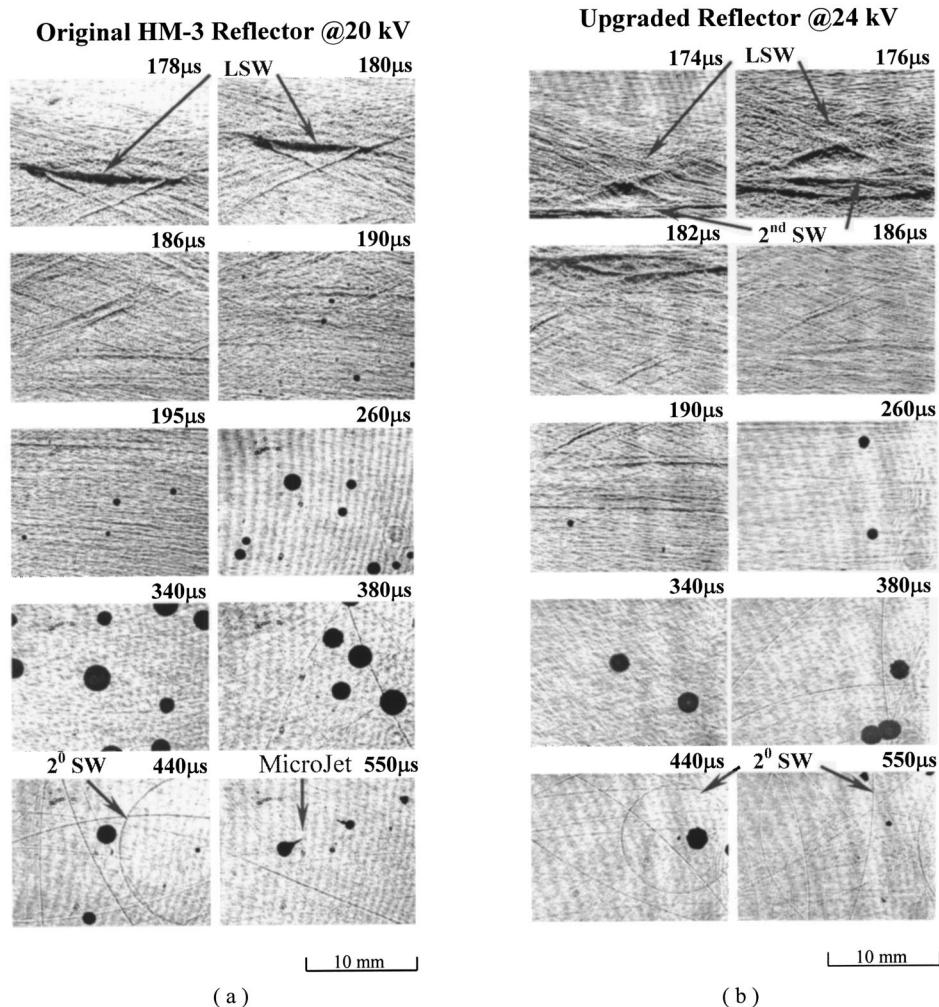 Original HM-3 Reflector @20 kV
178μs LSW 180μs
186μs 190μs
195μs 260μs
340μs 380μs
2⁰ SW 440μs MicroJet 550μs
10 mm
( a )
Upgraded Reflector @24 kV
174μs LSW 176μs
182μs 2nd SW 186μs
190μs 260μs
340μs 380μs
440μs 2⁰ SW 550μs
10 mm
( b )